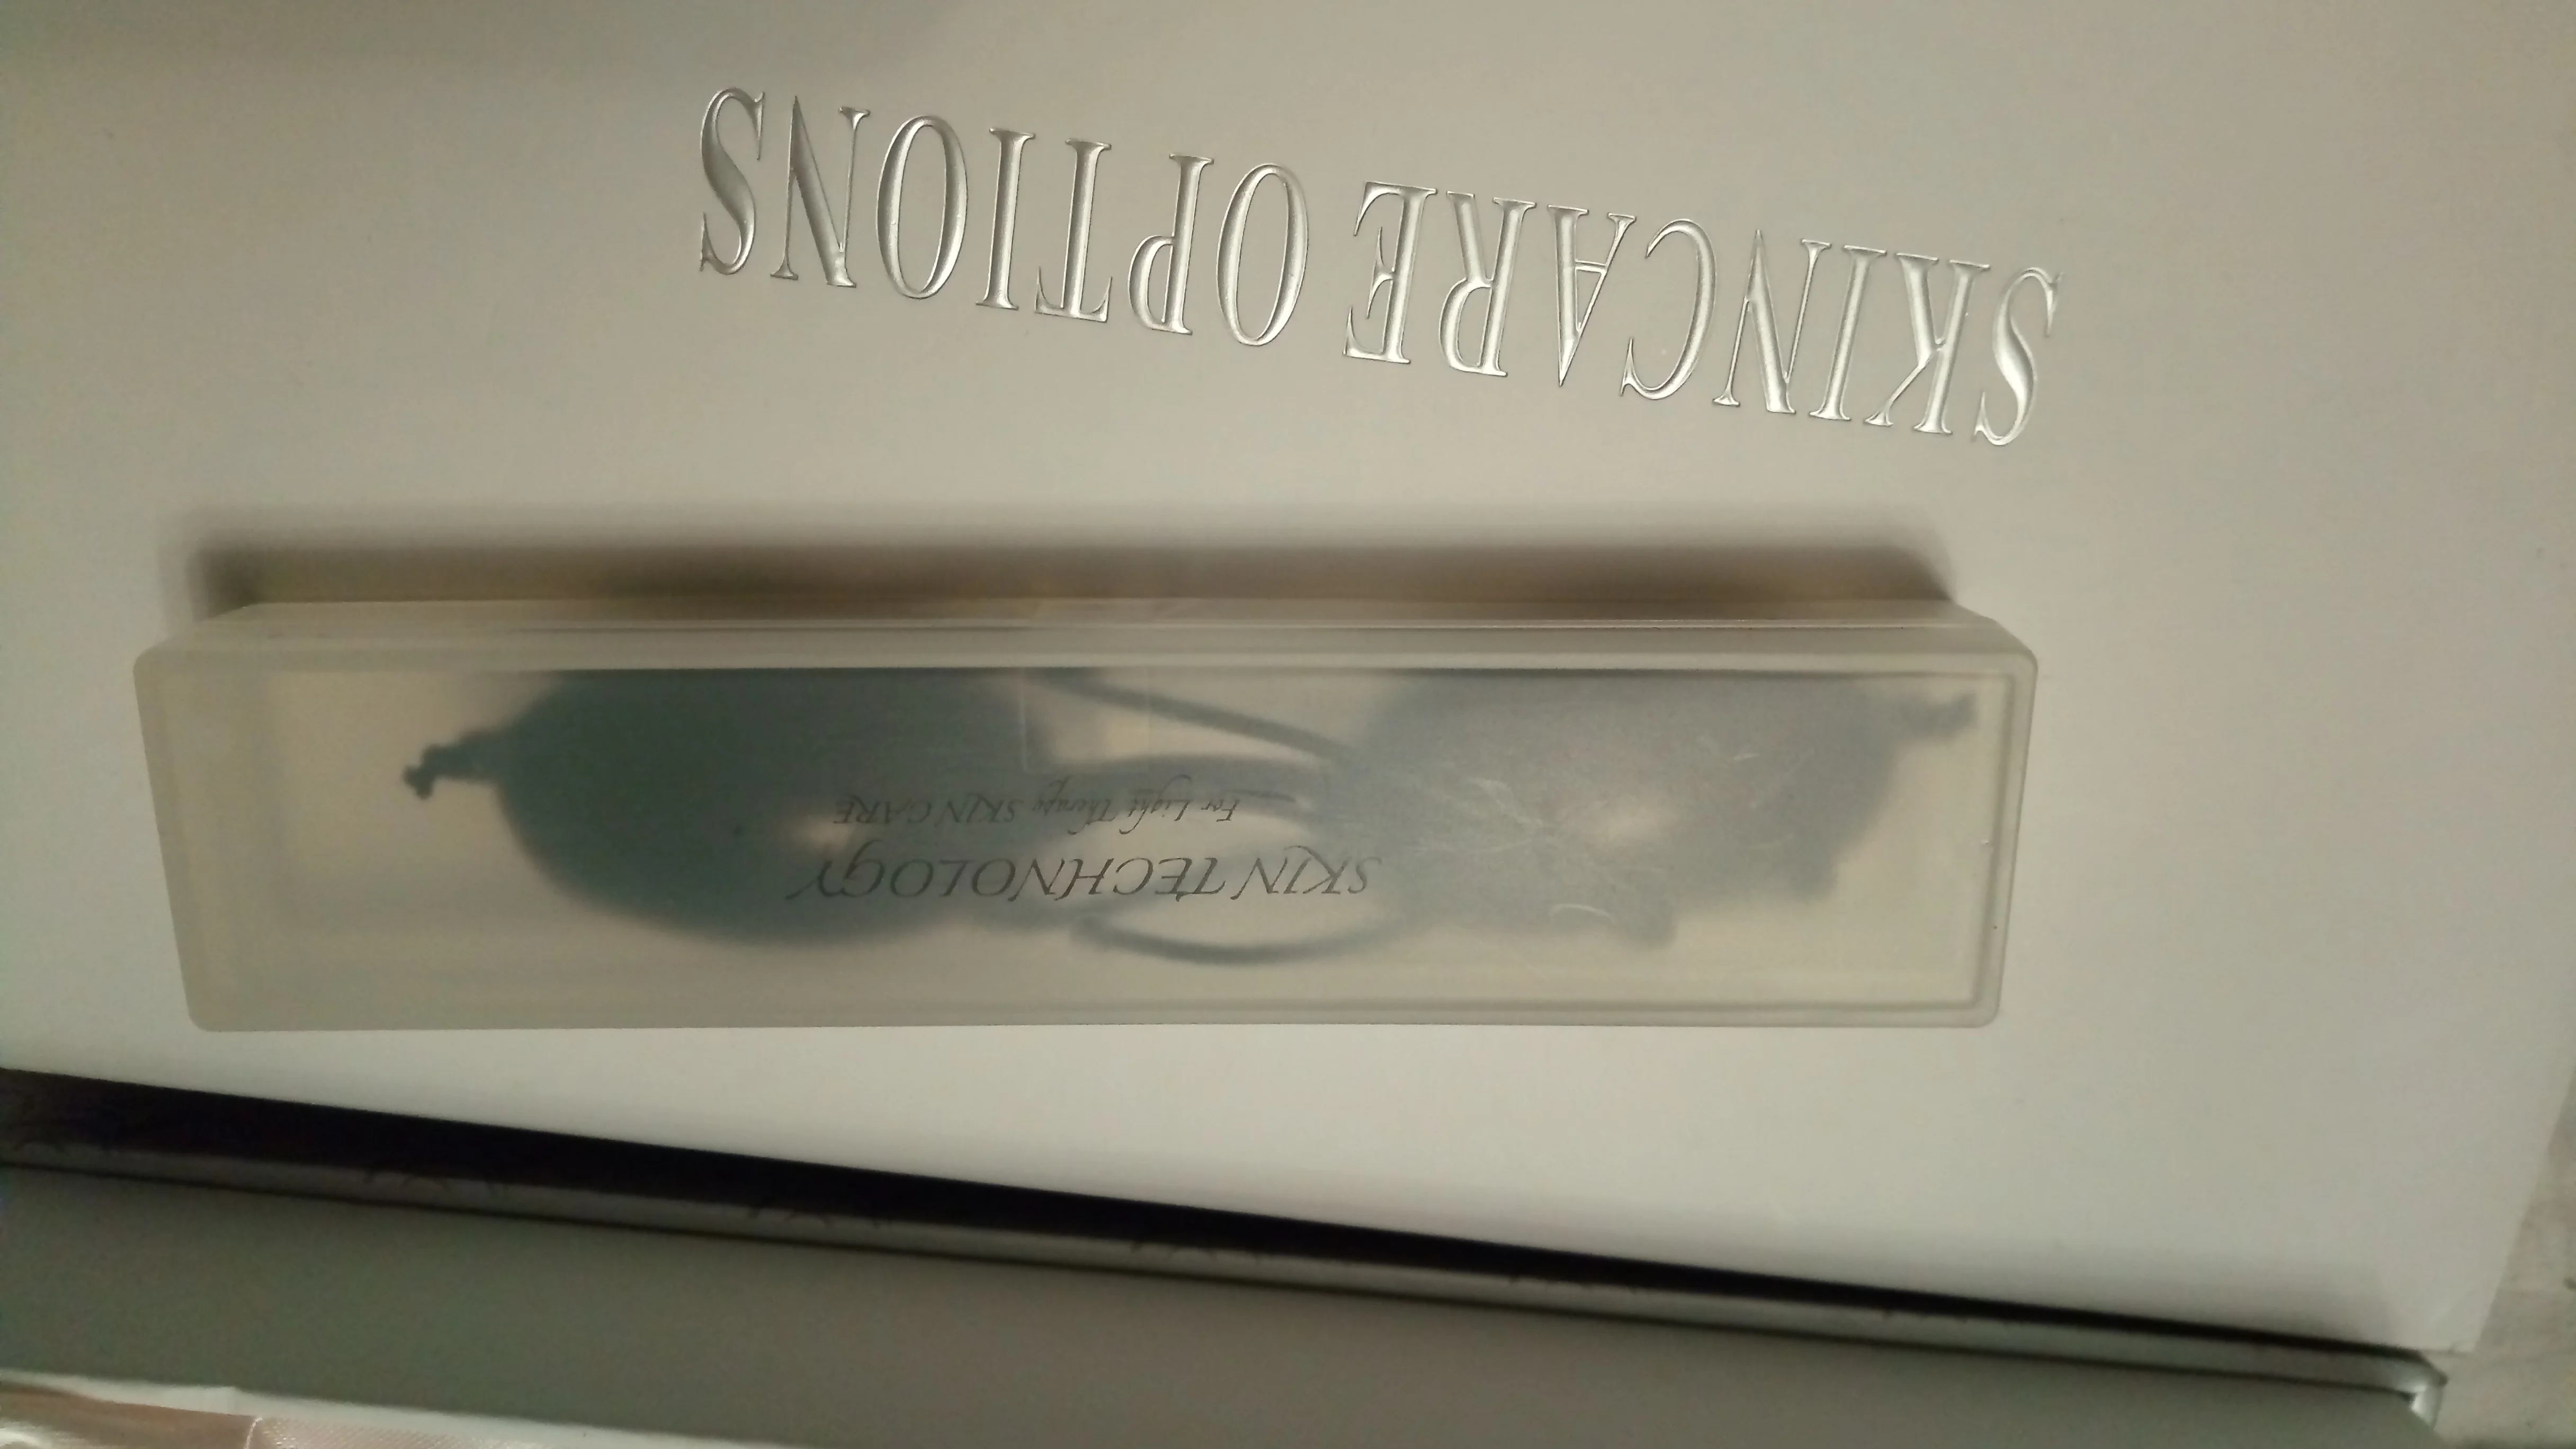 SKINCARE OPTIONS
SKIN TECHNOLOGY
For Light Therapy SKIN CARE